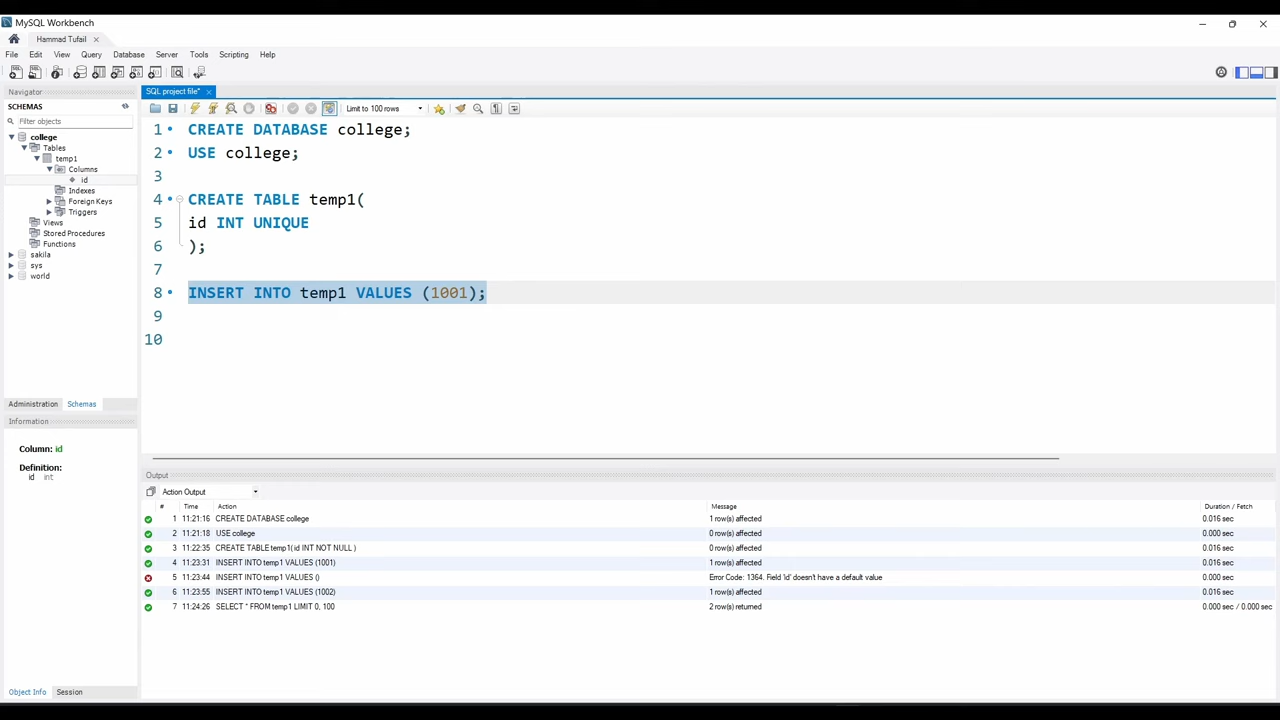 MySQL Workbench
Hammad Tufail ×
File Edit View Query Database Server Tools Scripting Help
Navigator
SCHEMAS
Filter objects
college
Tables
temp1
Columns
id
Indexes
Foreign Keys
Triggers
Views
Stored Procedures
Functions
sakila
sys
world
Administration Schemas
Information
Column: id
Definition:
id int
Object Info Session
SQL project file* ×
Limit to 100 rows
1 CREATE DATABASE college;
2 USE college;
3
4 CREATE TABLE temp1(
5 id INT UNIQUE
6 );
7
8 INSERT INTO temp1 VALUES (1001);
9
10
Output
Action Output
# Time Action Message Duration / Fetch
1 11:21:16 CREATE DATABASE college 1 row(s) affected 0.016 sec
2 11:21:18 USE college 0 row(s) affected 0.000 sec
3 11:22:35 CREATE TABLE temp1( id INT NOT NULL ) 0 row(s) affected 0.016 sec
4 11:23:31 INSERT INTO temp1 VALUES (1001) 1 row(s) affected 0.016 sec
5 11:23:44 INSERT INTO temp1 VALUES () Error Code: 1364. Field 'id' doesn't have a default value 0.000 sec
6 11:23:55 INSERT INTO temp1 VALUES (1002) 1 row(s) affected 0.016 sec
7 11:24:26 SELECT * FROM temp1 LIMIT 0, 100 2 row(s) returned 0.000 sec / 0.000 sec